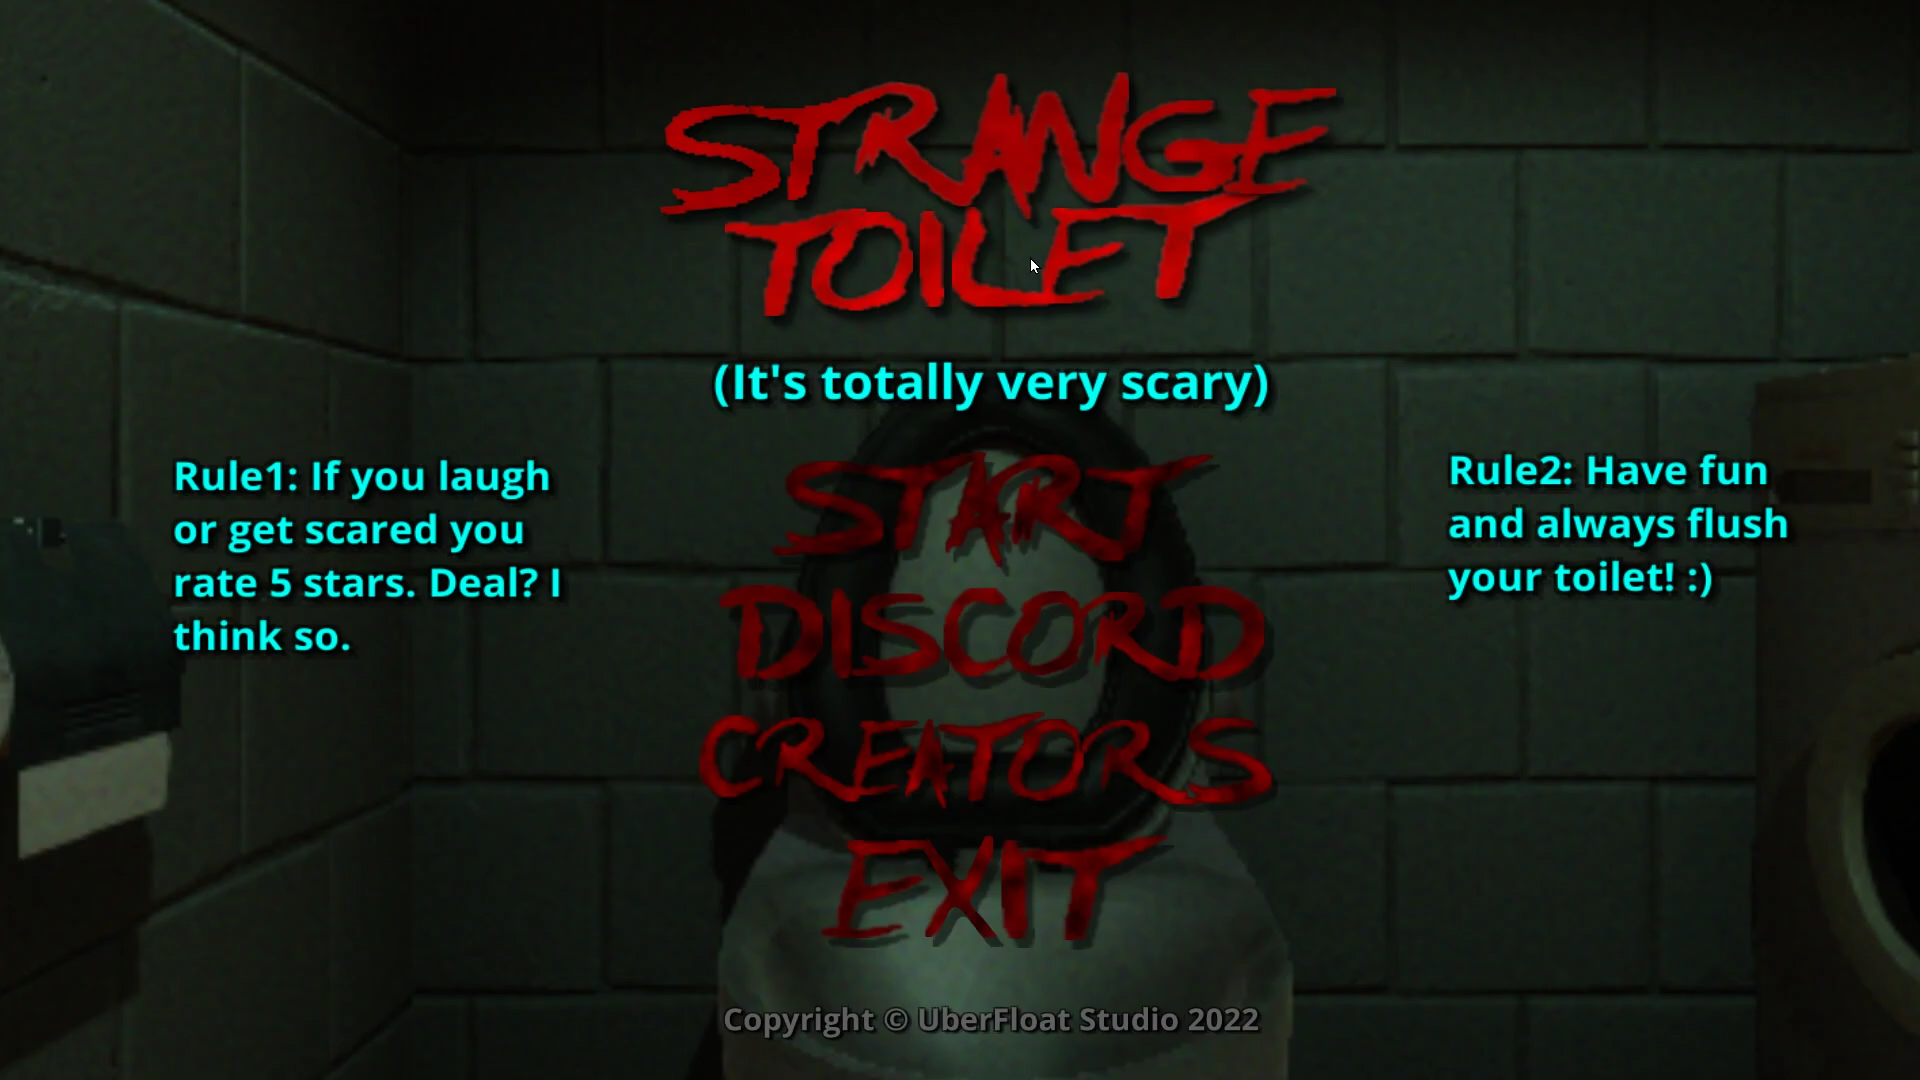 STRANGE
TOILET
(It's totally very scary)
Rule1: If you laugh
or get scared you
rate 5 stars. Deal? I
think so.
Rule2: Have fun
and always flush
your toilet! :)
START
DISCORD
CREATORS
EXIT
Copyright © UberFloat Studio 2022